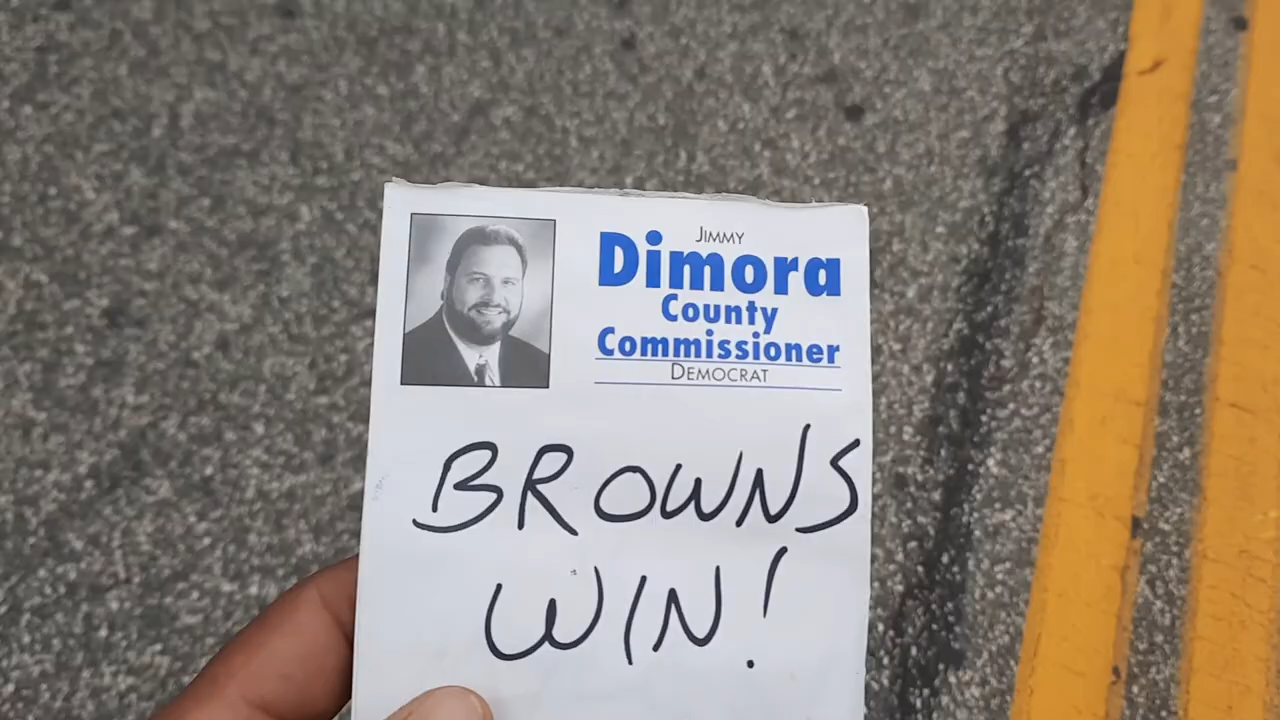 JIMMY
Dimora
County
Commissioner
DEMOCRAT
BROWNS
WIN!